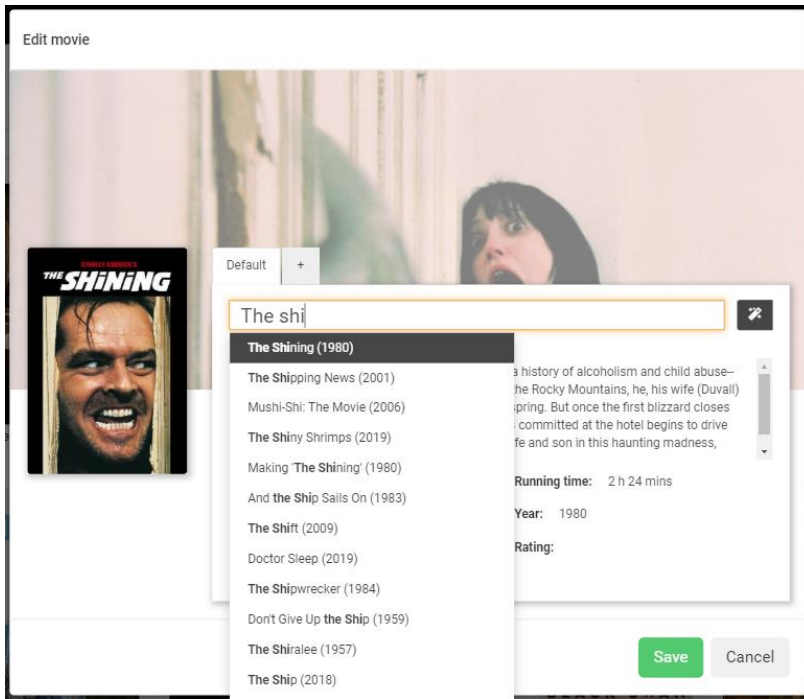 Edit movie
STANLEY KUBRICK'S
THE SHiNiNG
Default +
The shi
The Shining (1980)
The Shipping News (2001)
Mushi-Shi: The Movie (2006)
The Shiny Shrimps (2019)
Making 'The Shining' (1980)
And the Ship Sails On (1983)
The Shift (2009)
Doctor Sleep (2019)
The Shipwrecker (1984)
Don't Give Up the Ship (1959)
The Shiralee (1957)
The Ship (2018)
a history of alcoholism and child abuse–
the Rocky Mountains, he, his wife (Duvall)
spring. But once the first blizzard closes
committed at the hotel begins to drive
fe and son in this haunting madness,
Running time: 2 h 24 mins
Year: 1980
Rating:
Save Cancel